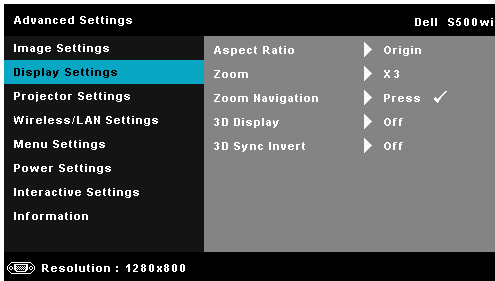 Advanced Settings Dell S500wi
Image Settings
Display Settings
Projector Settings
Wireless/LAN Settings
Menu Settings
Power Settings
Interactive Settings
Information
Aspect Ratio Origin
Zoom X3
Zoom Navigation Press ✓
3D Display Off
3D Sync Invert Off
Resolution : 1280x800